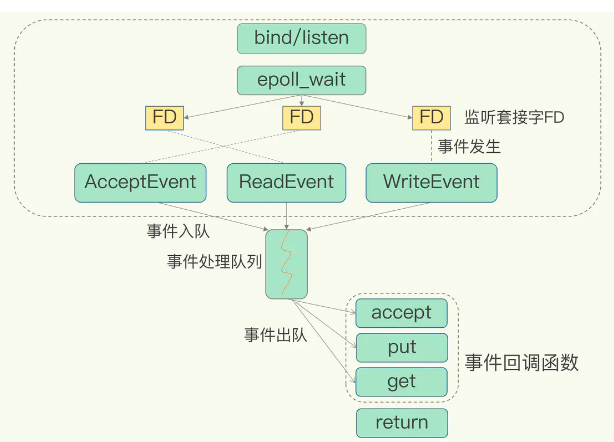 bind/listen
epoll_wait
FD
FD
FD
监听套接字FD
事件发生
AcceptEvent
ReadEvent
WriteEvent
事件入队
事件处理队列
事件出队
accept
put
get
事件回调函数
return